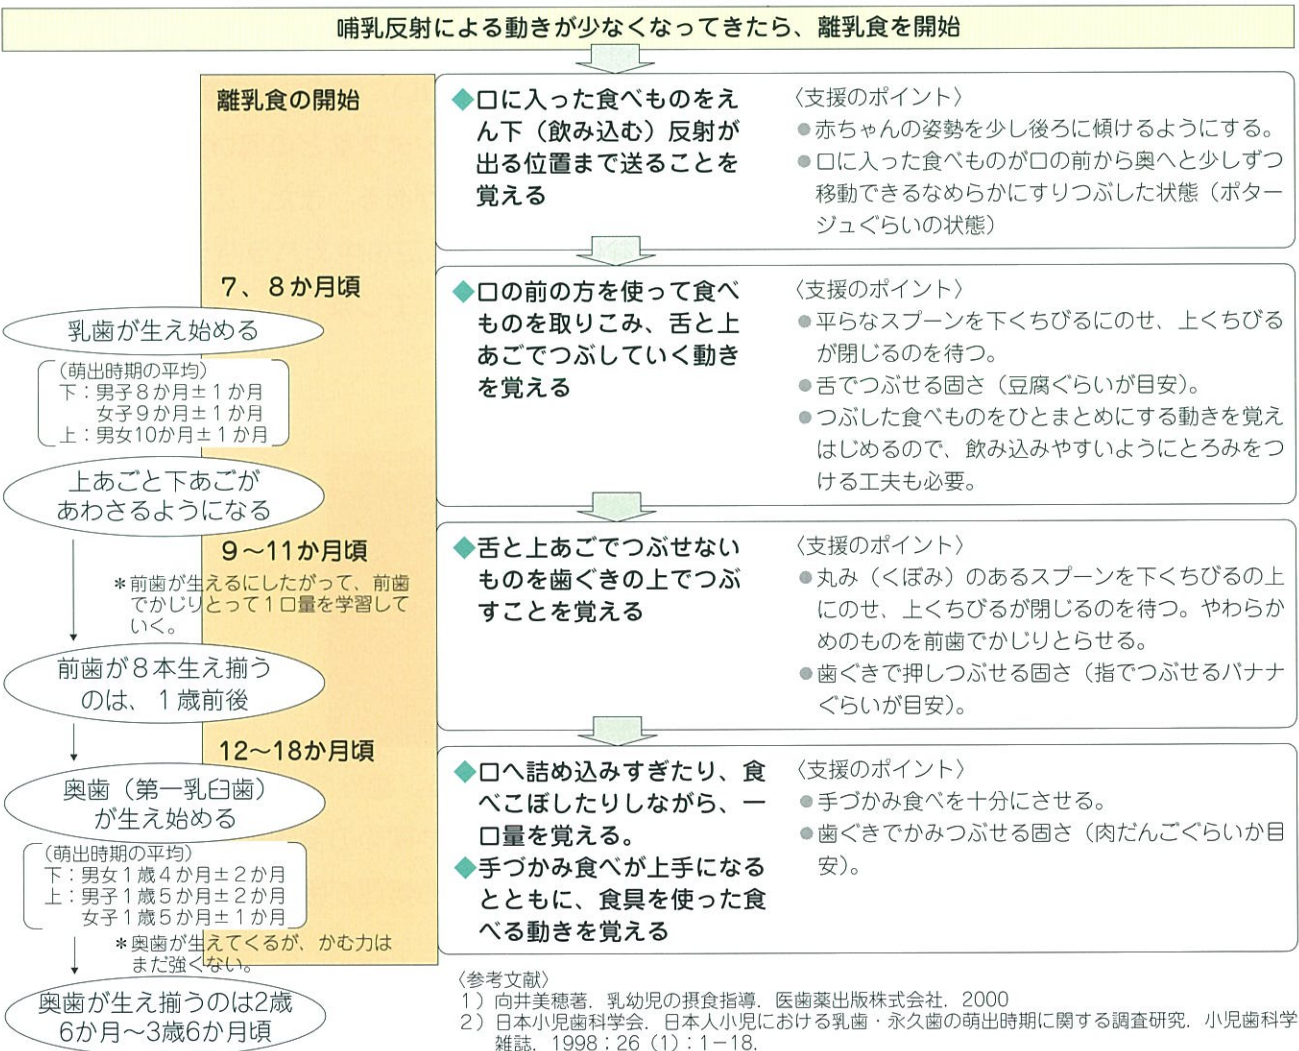 哺乳反射による動きが少なくなってきたら、離乳食を開始
離乳食の開始
◆口に入った食べものをえ
ん下（飲み込む）反射が
出る位置まで送ることを
覚える
〈支援のポイント〉
●赤ちゃんの姿勢を少し後ろに傾けるようにする。
●口に入った食べものが口の前から奥へと少しずつ
移動できるなめらかにすりつぶした状態（ポター
ジュぐらいの状態）
7、8か月頃
乳歯が生え始める
（萌出時期の平均）
下：男子8か月±1か月
女子9か月±1か月
上：男女10か月±1か月
上あごと下あごが
あわさるようになる
◆口の前の方を使って食べ
ものを取りこみ、舌と上
あごでつぶしていく動き
を覚える
〈支援のポイント〉
●平らなスプーンを下くちびるにのせ、上くちびる
が閉じるのを待つ。
●舌でつぶせる固さ（豆腐ぐらいが目安）。
●つぶした食べものをひとまとめにする動きを覚え
はじめるので、飲み込みやすいようにとろみをつ
ける工夫も必要。
9～11か月頃
＊前歯が生えるにしたがって、前歯
でかじりとって1口量を学習して
いく。
前歯が8本生え揃う
のは、1歳前後
◆舌と上あごでつぶせない
ものを歯ぐきの上でつぶ
すことを覚える
〈支援のポイント〉
●丸み（くぼみ）のあるスプーンを下くちびるの上
にのせ、上くちびるが閉じるのを待つ。やわらか
めのものを前歯でかじりとらせる。
●歯ぐきで押しつぶせる固さ（指でつぶせるバナナ
ぐらいが目安）。
12～18か月頃
奥歯（第一乳臼歯）
が生え始める
（萌出時期の平均）
下：男女1歳4か月±2か月
上：男子1歳5か月±2か月
女子1歳5か月±1か月
＊奥歯が生えてくるが、かむ力は
まだ強くない。
奥歯が生え揃うのは2歳
6か月～3歳6か月頃
◆口へ詰め込みすぎたり、食
べこぼしたりしながら、一
口量を覚える。
◆手づかみ食べが上手になる
とともに、食具を使った食
べる動きを覚える
〈支援のポイント〉
●手づかみ食べを十分にさせる。
●歯ぐきでかみつぶせる固さ（肉だんごぐらいか目
安）。
〈参考文献〉
1）向井美穂著．乳幼児の摂食指導．医歯薬出版株式会社．2000
2）日本小児歯科学会．日本人小児における乳歯・永久歯の萌出時期に関する調査研究．小児歯科学
雑誌．1998；26（1）：1－18．